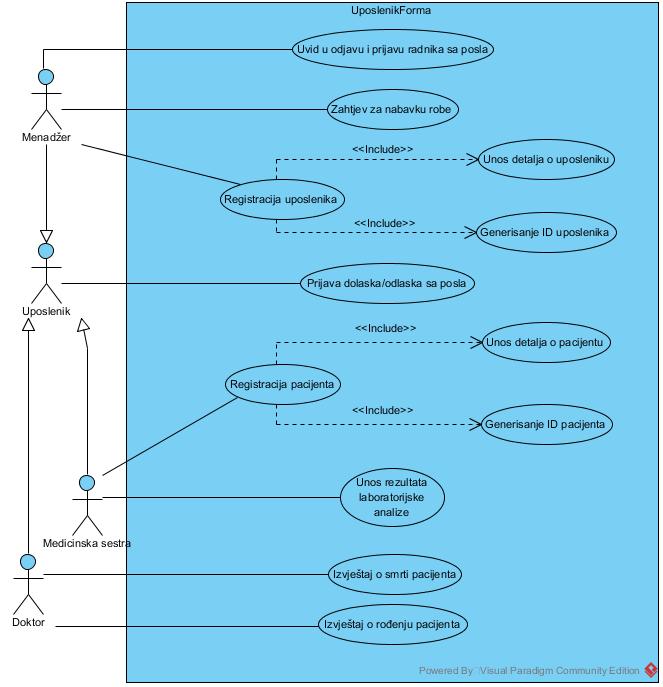 UposlenikForma
Uvid u odjavu i prijavu radnika sa posla
Menadžer
Zahtjev za nabavku robe
<<Include>>
Unos detalja o uposleniku
Registracija uposlenika
<<Include>>
Generisanje ID uposlenika
Uposlenik
Prijava dolaska/odlaska sa posla
<<Include>>
Unos detalja o pacijentu
Registracija pacijenta
<<Include>>
Generisanje ID pacijenta
Unos rezultata
laboratorijske
analize
Medicinska sestra
Izvještaj o smrti pacijenta
Doktor
Izvještaj o rođenju pacijenta
Powered By Visual Paradigm Community Edition